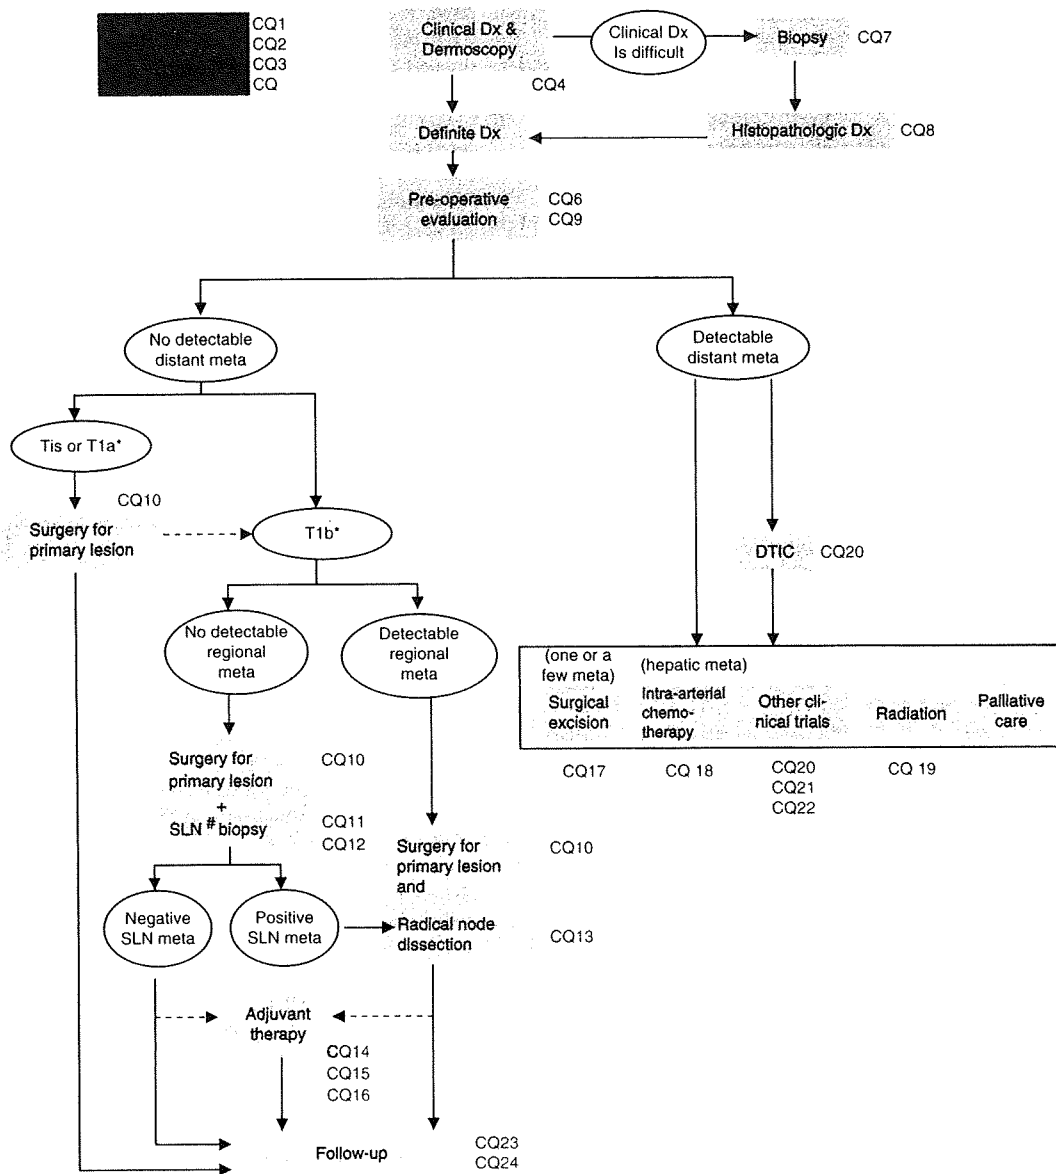 CQ1
CQ2
CQ3
CQ
Clinical Dx &
Dermoscopy
Clinical Dx
Is difficult
Biopsy
CQ7
CQ4
Definite Dx
Histopathologic Dx
CQ8
Pre-operative
evaluation
CQ6
CQ9
No detectable
distant meta
Detectable
distant meta
Tis or T1a*
CQ10
Surgery for
primary lesion
T1b*
DTIC
CQ20
No detectable
regional
meta
Detectable
regional
meta
(one or a
few meta)
Surgical
excision
(hepatic meta)
Intra-arterial
chemo-
therapy
Other cli-
nical trials
Radiation
Palliative
care
CQ17
CQ 18
CQ20
CQ21
CQ22
CQ 19
Surgery for
primary lesion
+
SLN # biopsy
CQ10
CQ11
CQ12
Surgery for
primary lesion
and
CQ10
Negative
SLN meta
Positive
SLN meta
Radical node
dissection
CQ13
Adjuvant
therapy
CQ14
CQ15
CQ16
Follow-up
CQ23
CQ24